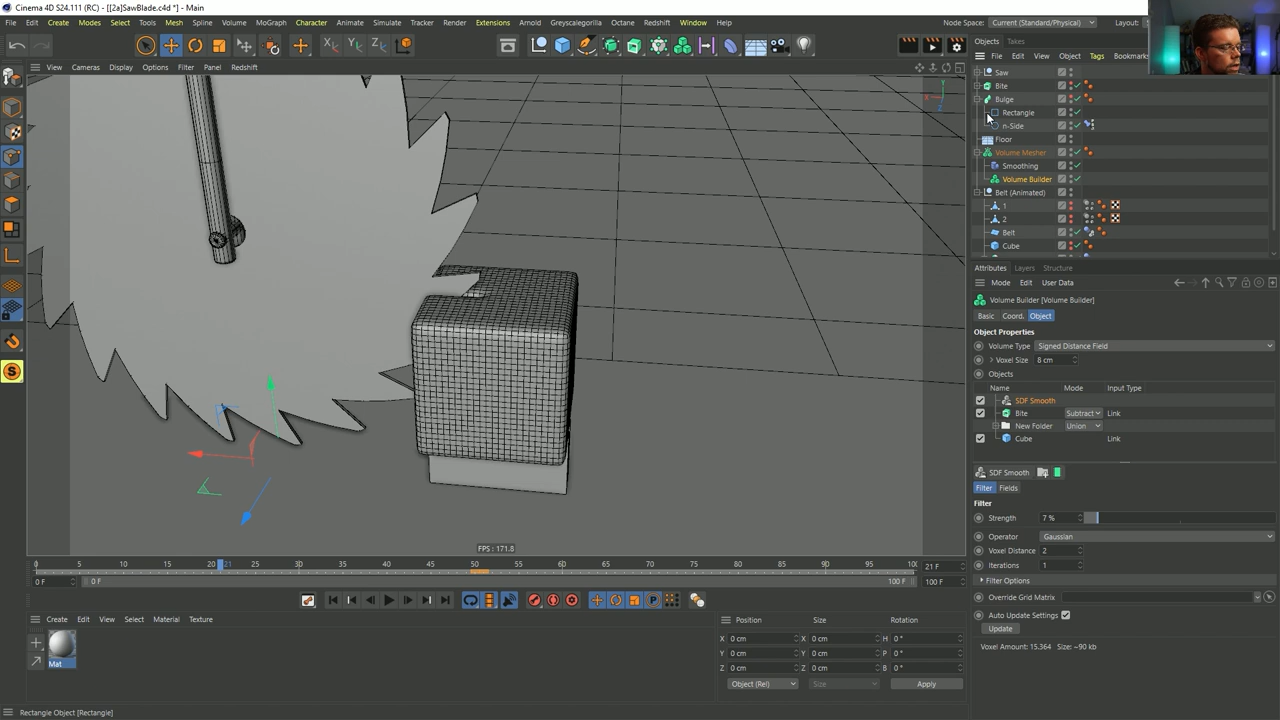 Cinema 4D S24.111 (RC) - [[2a]SawBlade.c4d *] - Main
File Create Modes Select Tools Mesh Spline Volume MoGraph Character Animate Simulate Tracker Render Extensions Arnold Greyscalegorilla Octane Redshift Window Help
Node Space: Current (Standard/Physical) Layout:
Objects Takes
File Edit View Object Tags Bookmarks
View Cameras Display Options Filter Panel Redshift
Saw
Bite
Bulge
Rectangle
n-Side
Floor
Volume Mesher
Smoothing
Volume Builder
Belt (Animated)
1
2
Belt
Cube
Attributes Layers Structure
Mode Edit User Data
Volume Builder [Volume Builder]
Basic Coord. Object
Object Properties
Volume Type Signed Distance Field
Voxel Size 8 cm
Objects
Name Mode Input Type
SDF Smooth
Bite Subtract Link
New Folder Union
Cube Link
SDF Smooth
Filter Fields
Filter
Strength 7 %
Operator Gaussian
Voxel Distance 2
Iterations 1
Filter Options
Override Grid Matrix
Auto Update Settings
Update
Voxel Amount: 15.364 Size: ~90 kb
FPS : 171.8
0 5 10 15 21 25 30 35 40 45 50 55 60 65 70 75 80 85 90 95 100 21 F
0 F 0 F 100 F 100 F
Create Edit View Select Material Texture
Mat
Position Size Rotation
X 0 cm X 0 cm H 0 °
Y 0 cm Y 0 cm P 0 °
Z 0 cm Z 0 cm B 0 °
Object (Rel) Size Apply
Rectangle Object [Rectangle]
X Y Z
S
P
Y
Z